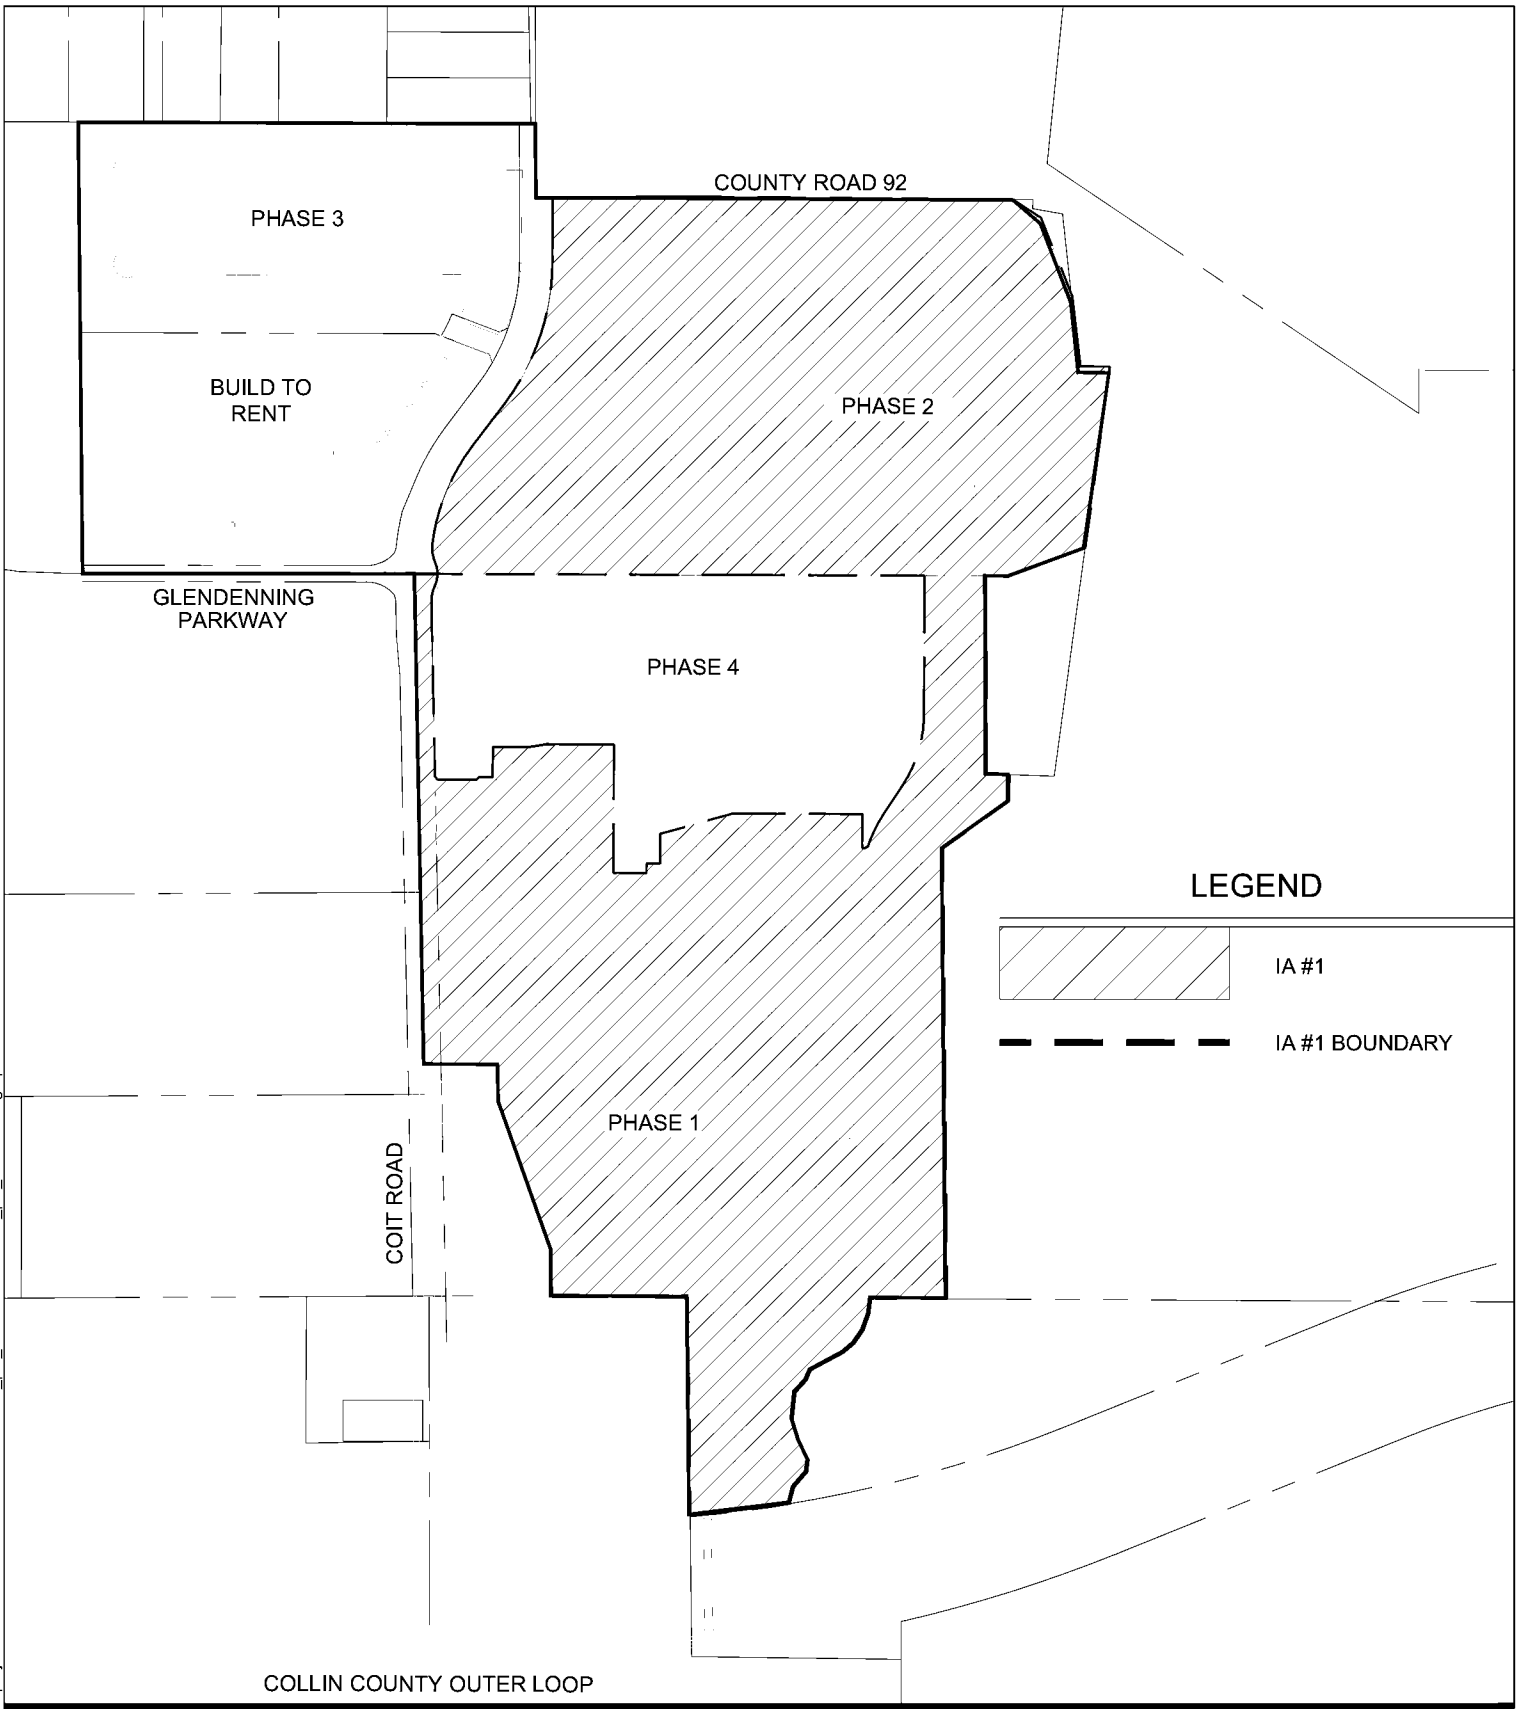 COUNTY ROAD 92
PHASE 3
BUILD TO
RENT
PHASE 2
GLENDENNING
PARKWAY
PHASE 4
LEGEND
IA #1
IA #1 BOUNDARY
PHASE 1
COIT ROAD
COLLIN COUNTY OUTER LOOP